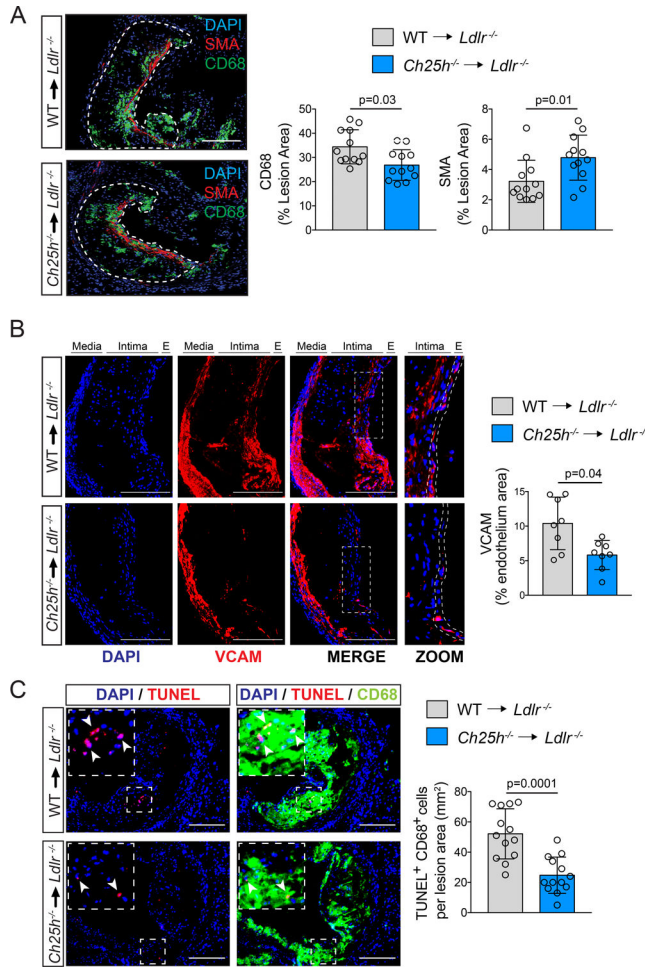 A
WT → Ldlr -/-
DAPI
SMA
CD68
Ch25h-/- → Ldlr -/-
DAPI
SMA
CD68
WT → Ldlr -/-
Ch25h-/- → Ldlr -/-
p=0.03
CD68
(% Lesion Area)
50
40
30
20
10
0
p=0.01
SMA
(% Lesion Area)
8
6
4
2
0
B
Media Intima E Media Intima E Media Intima E Intima E
WT → Ldlr -/-
Ch25h-/- → Ldlr -/-
DAPI VCAM MERGE ZOOM
WT → Ldlr -/-
Ch25h-/- → Ldlr -/-
p=0.04
VCAM
(% endothelium area)
15
10
5
0
C
DAPI / TUNEL DAPI / TUNEL / CD68
WT → Ldlr -/-
Ch25h-/- → Ldlr -/-
WT → Ldlr -/-
Ch25h-/- → Ldlr -/-
p=0.0001
TUNEL+ CD68+ cells
per lesion area (mm²)
80
60
40
20
0